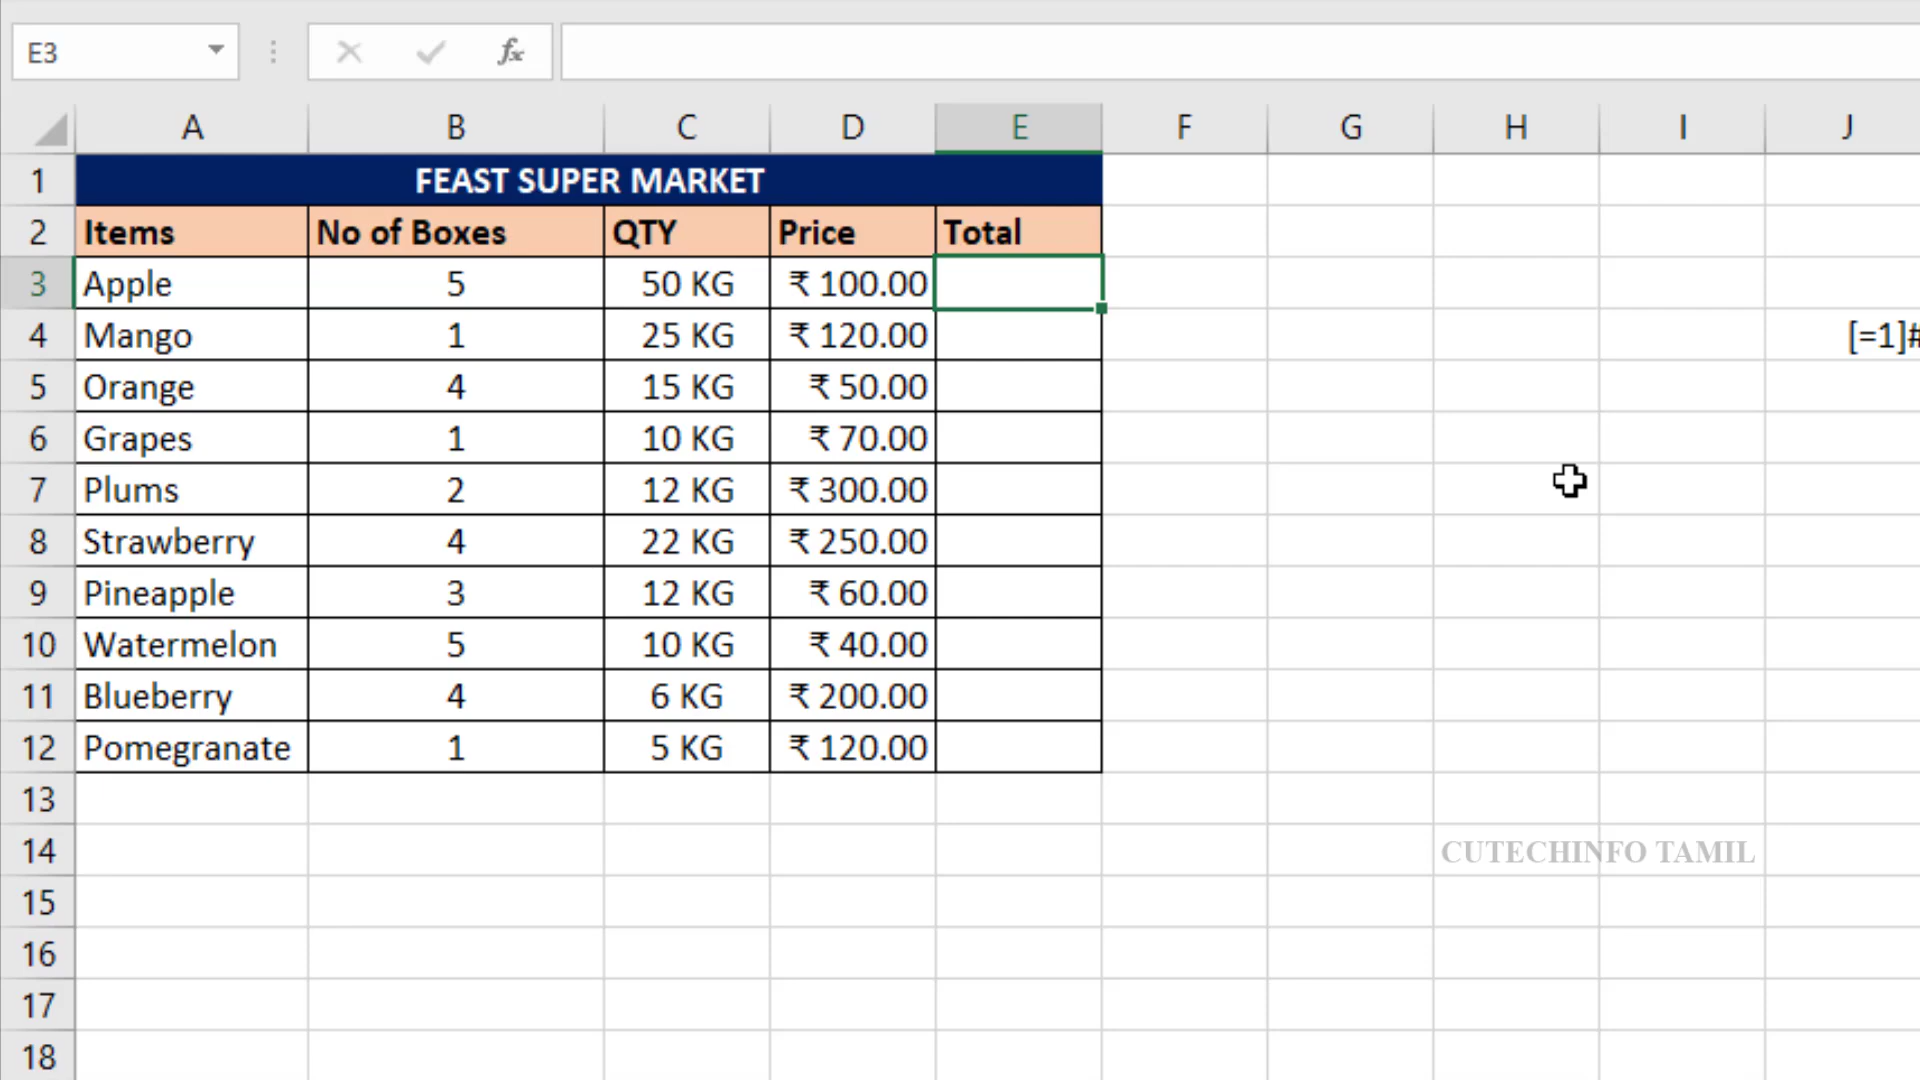 E3
fx
A B C D E F G H I J
1 FEAST SUPER MARKET
2 Items No of Boxes QTY Price Total
3 Apple 5 50 KG ₹ 100.00
4 Mango 1 25 KG ₹ 120.00 [=1]#
5 Orange 4 15 KG ₹ 50.00
6 Grapes 1 10 KG ₹ 70.00
7 Plums 2 12 KG ₹ 300.00
8 Strawberry 4 22 KG ₹ 250.00
9 Pineapple 3 12 KG ₹ 60.00
10 Watermelon 5 10 KG ₹ 40.00
11 Blueberry 4 6 KG ₹ 200.00
12 Pomegranate 1 5 KG ₹ 120.00
13
14 CUTECHINFO TAMIL
15
16
17
18